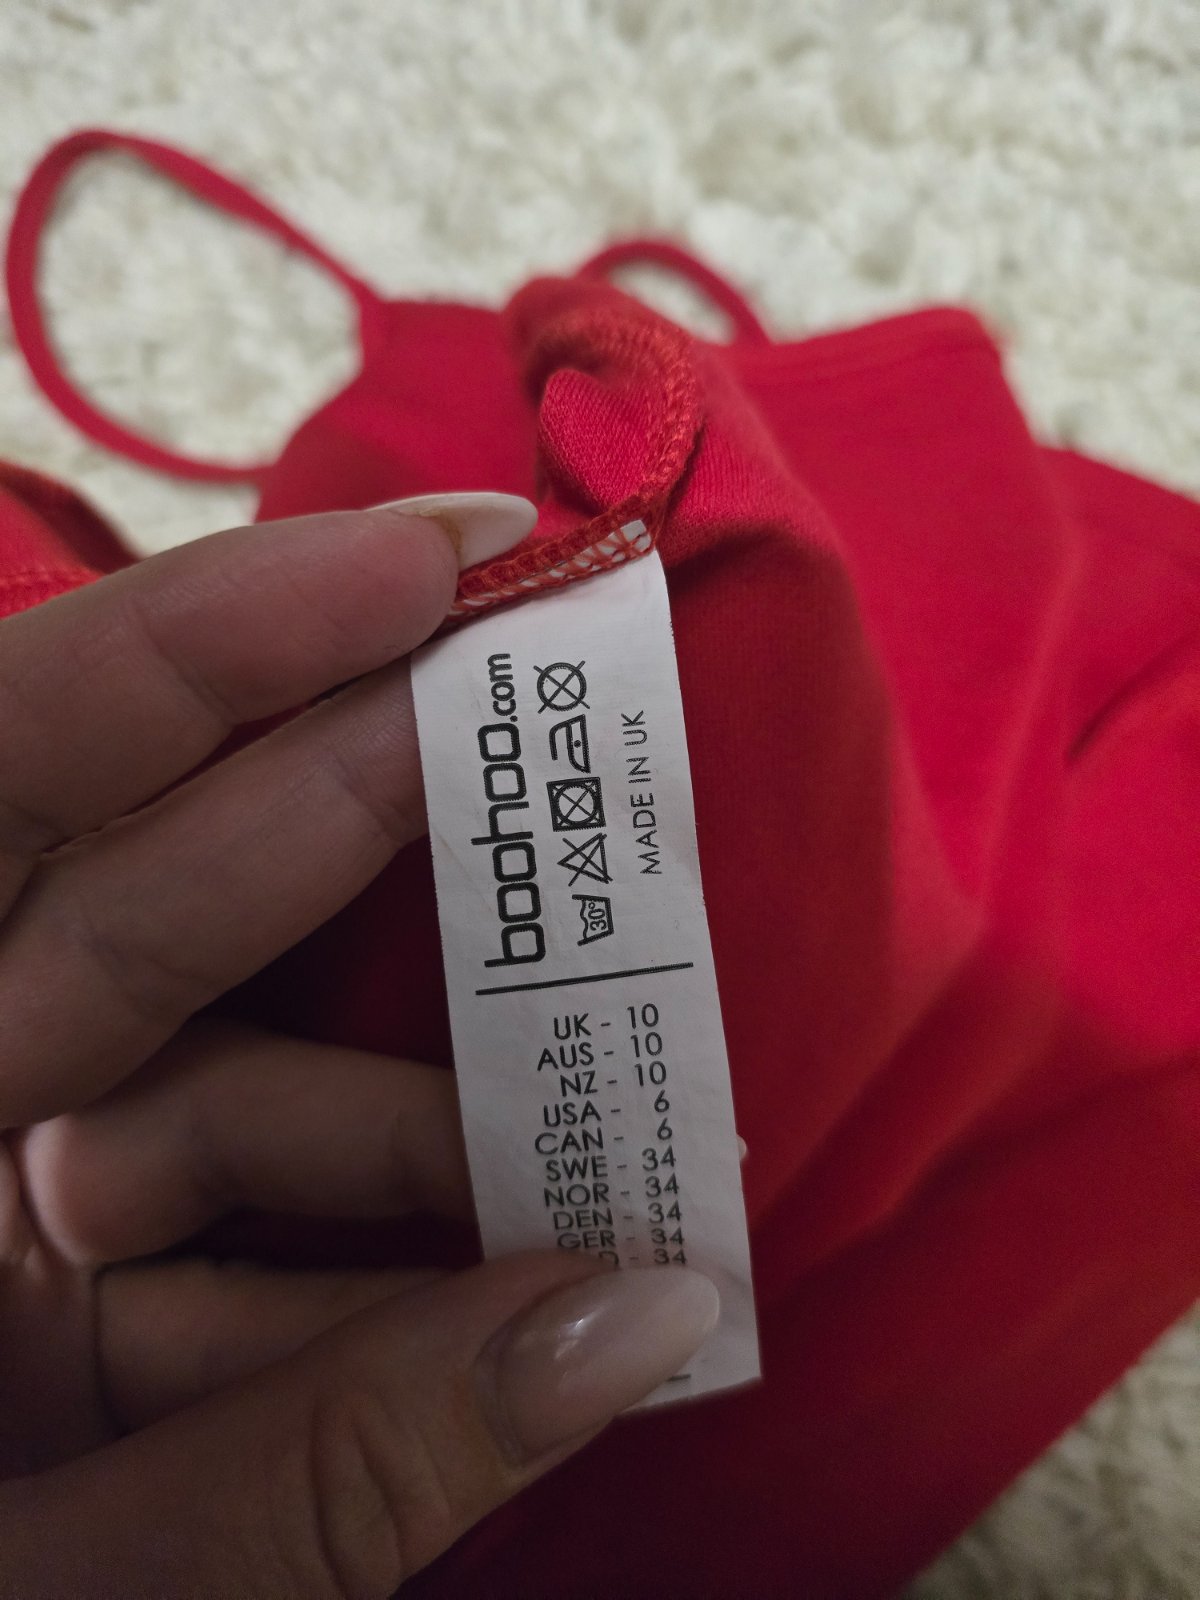 boohoo.com
30°
MADE IN UK
UK - 10
AUS - 10
NZ - 10
USA - 6
CAN - 6
SWE - 34
NOR - 34
DEN - 34
GER - 34
- 34